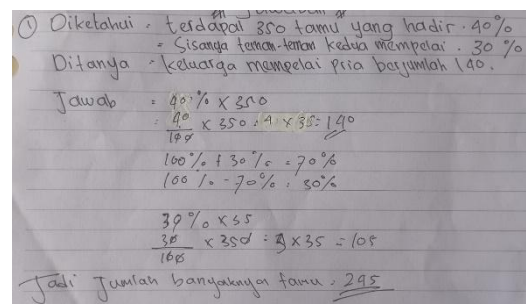 Jawaban
① Diketahui : terdapat 350 tamu yang hadir. 40%
= Sisanya teman-teman kedua mempelai. 30%
Ditanya : keluarga mempelai pria berjumlah 140.
Jawab = 40% x 350
= 40/100 x 350 = 4 x 35 = 140
100% + 30% = 70%
100% - 70% = 30%
30% x 35
30/100 x 350 = 3 x 35 = 105
Jadi Jumlah banyaknya tamu = 295